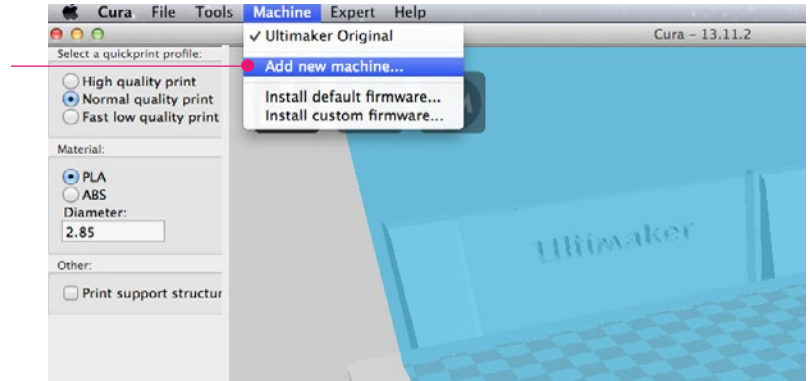 Cura File Tools Machine Expert Help
Cura – 13.11.2
Select a quickprint profile:
High quality print
Normal quality print
Fast low quality print
Material:
PLA
ABS
Diameter:
2.85
Other:
Print support structur
✓ Ultimaker Original
Add new machine...
Install default firmware...
Install custom firmware...
Ultimaker